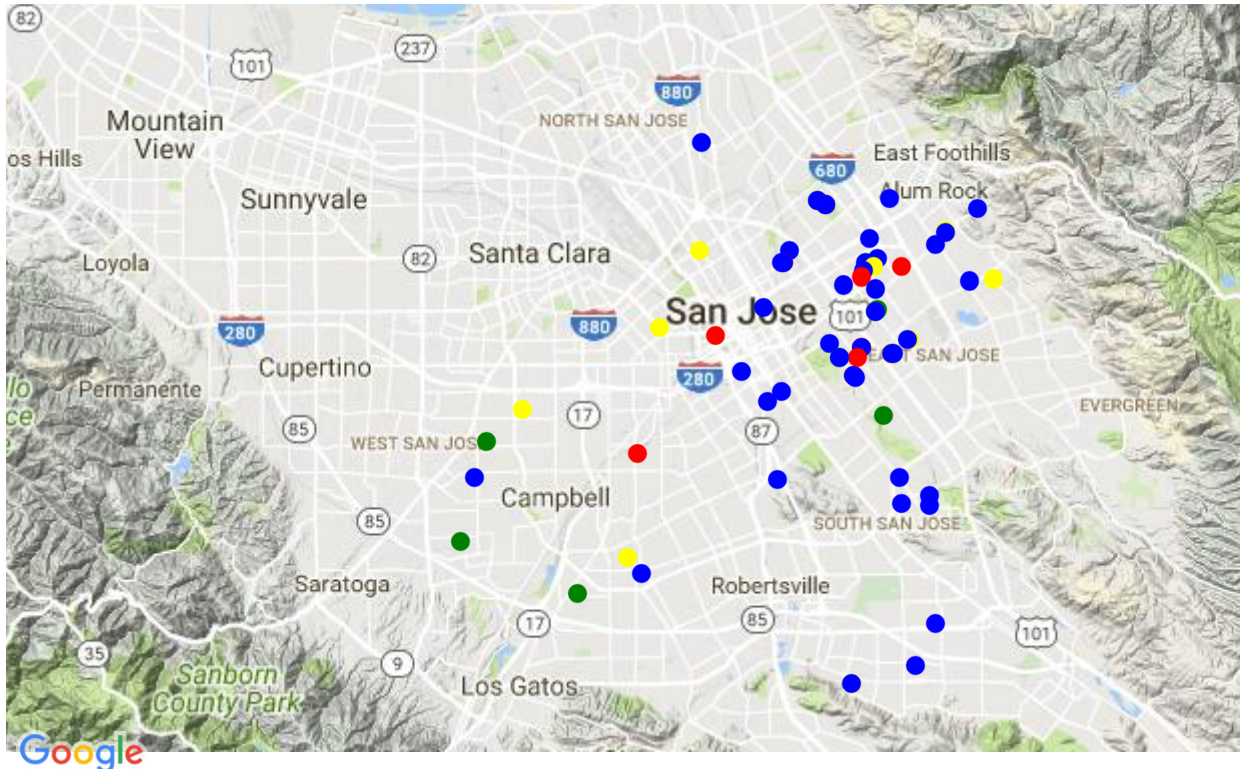 82
237
101
880
Mountain
View
NORTH SAN JOSE
os Hills
East Foothills
680
Alum Rock
Sunnyvale
Santa Clara
82
Loyola
San Jose
101
280
880
EAST SAN JOSE
Cupertino
280
Permanente
llo
ce
e
EVERGREEN
17
85
87
WEST SAN JOS
Campbell
85
SOUTH SAN JOSE
Saratoga
Robertsville
17
85
101
35
9
Sanborn
County Park
Los Gatos
Google